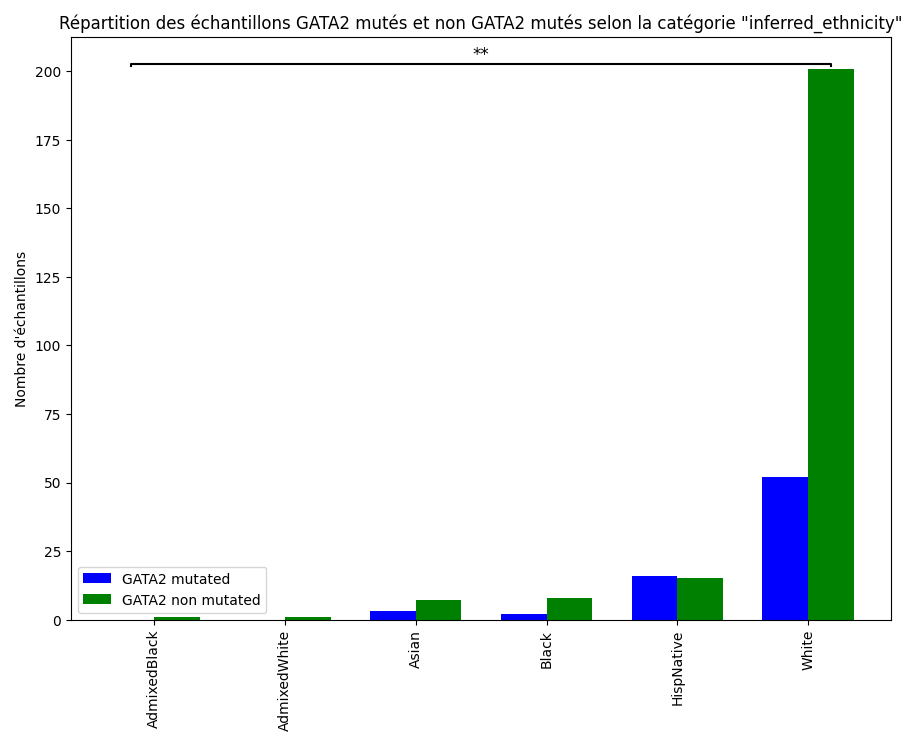 Répartition des échantillons GATA2 mutés et non GATA2 mutés selon la catégorie "inferred_ethnicity"
**
200
175
150
125
100
75
50
25
0
Nombre d'échantillons
GATA2 mutated
GATA2 non mutated
AdmixedBlack
AdmixedWhite
Asian
Black
HispNative
White